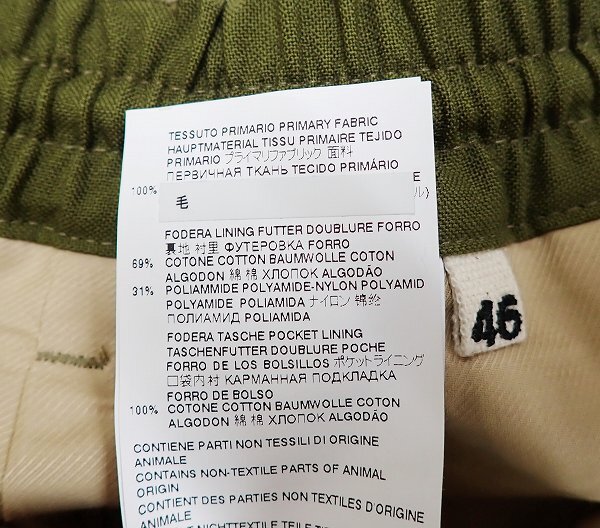 TESSUTO PRIMARIO PRIMARY FABRIC
HAUPTMATERIAL TISSU PRIMAIRE TEJIDO
PRIMARIO プライマリファブリック 面料
ПЕРВИЧНАЯ ТКАНЬ TECIDO PRIMÁRIO
100% E
毛 ル)
FODERA LINING FUTTER DOUBLURE FORRO
裏地 衬里 ФУТЕРОВКА FORRO
69% COTONE COTTON BAUMWOLLE COTON
ALGODON 綿 棉 ХЛОПОК ALGODÃO
31% POLIAMMIDE POLYAMIDE-NYLON POLYAMID
POLYAMIDE POLIAMIDA ナイロン 锦纶
ПОЛИАМИД POLIAMIDA
FODERA TASCHE POCKET LINING
TASCHENFUTTER DOUBLURE POCHE
FORRO DE LOS BOLSILLOS ポケットライニング
口袋内衬 КАРМАННАЯ ПОДКЛАДКА
FORRO DE BOLSO
100% COTONE COTTON BAUMWOLLE COTON
ALGODON 綿 棉 ХЛОПОК ALGODÃO
CONTIENE PARTI NON TESSILI DI ORIGINE
ANIMALE
CONTAINS NON-TEXTILE PARTS OF ANIMAL
ORIGIN
CONTIENT DES PARTIES NON TEXTILES D'ORIGINE
ANIMALE
NICHTTEXTILE TEILE
46